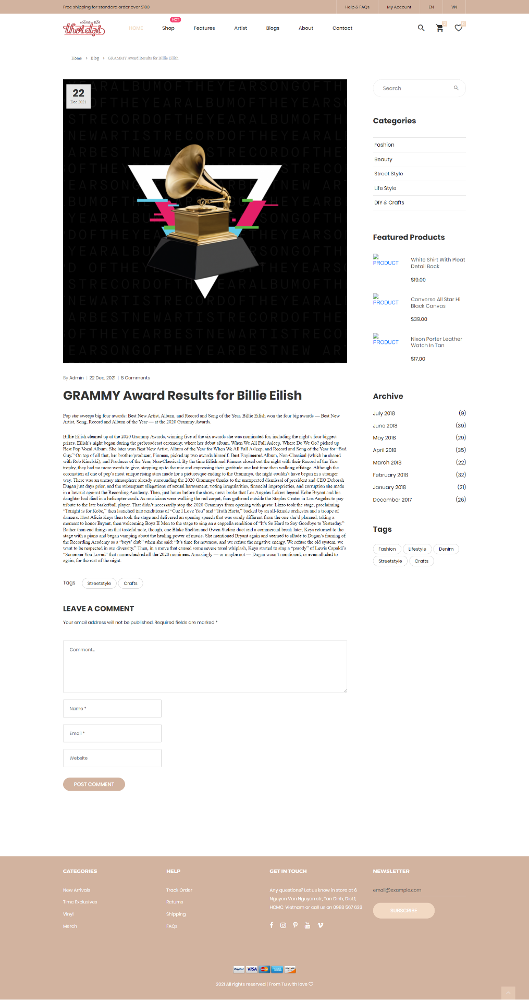 Free shipping for standard order over $100
Help & FAQs
My Account
EN
VN
HÃNG ĐĨA
thời đại
HOME
Shop
HOT
Features
Artist
Blogs
About
Contact
Home > Blog > GRAMMY Award Results for Billie Eilish
22
Dec 2021
By Admin | 22 Dec, 2021 | 8 Comments
GRAMMY Award Results for Billie Eilish
Pop star sweeps big four awards: Best New Artist, Album, and Record and Song of the Year. Billie Eilish won the four big awards — Best New
Artist, Song, Record and Album of the Year — at the 2020 Grammy Awards.
Billie Eilish cleaned up at the 2020 Grammy Awards, winning five of the six awards she was nominated for, including the night's four biggest
prizes. Eilish's night began during the prebroadcast ceremony, where her debut album, When We All Fall Asleep, Where Do We Go? picked up
Best Pop Vocal Album. She later won Best New Artist, Album of the Year for When We All Fall Asleep, and Record and Song of the Year for “Bad
Guy.” On top of all that, her brother/producer, Finneas, picked up two awards himself: Best Engineered Album, Non-Classical (which he shared
with Rob Kinelski); and Producer of the Year, Non-Classical. By the time Eilish and Finneas closed out the night with their Record of the Year
trophy, they had no more words to give, stepping up to the mic and expressing their gratitude one last time then walking offstage. Although the
coronation of one of pop's most unique rising stars made for a picturesque ending to the Grammys, the night couldn't have begun in a stranger
way. There was an uneasy atmosphere already surrounding the 2020 Grammys thanks to the unexpected dismissal of president and CEO Deborah
Dugan just days prior, and the subsequent allegations of sexual harassment, voting irregularities, financial improprieties, and corruption she made
in a lawsuit against the Recording Academy. Then, just hours before the show, news broke that Los Angeles Lakers legend Kobe Bryant and his
daughter had died in a helicopter crash. As musicians were walking the red carpet, fans gathered outside the Staples Center in Los Angeles to pay
tribute to the late basketball player. That didn't necessarily stop the 2020 Grammys from opening with gusto: Lizzo took the stage, proclaiming
“Tonight is for Kobe,” then launched into renditions of “Cuz I Love You” and “Truth Hurts,” backed by an all-female orchestra and a troupe of
dancers. Host Alicia Keys then took the stage and delivered an opening speech that was surely different from the one she'd planned, taking a
moment to honor Bryant, then welcoming Boyz II Men to the stage to sing an a cappella rendition of “It's So Hard to Say Goodbye to Yesterday.”
Rather than end things on that tasteful note, though, one Blake Shelton and Gwen Stefani duet and a commercial break later, Keys returned to the
stage with a piano and began vamping about the healing power of music. She mentioned Bryant again and seemed to allude to Dugan's framing of
the Recording Academy as a “boys' club” when she said: “It's time for newness, and we refuse the negative energy. We refuse the old system, we
want to be respected in our diversity.” Then, in a move that caused some severe tonal whiplash, Keys started to sing a “parody” of Lewis Capaldi's
“Someone You Loved” that name-checked all the 2020 nominees. Amazingly — or maybe not — Dugan wasn't mentioned, or even alluded to
again, for the rest of the night.
Tags
Streetstyle
Crafts
LEAVE A COMMENT
Your email address will not be published. Required fields are marked *
Comment...
Name *
Email *
Website
POST COMMENT
Search
Categories
Fashion
Beauty
Street Style
Life Style
DIY & Crafts
Featured Products
PRODUCT
White Shirt With Pleat
Detail Back
$19.00
PRODUCT
Converse All Star Hi
Black Canvas
$39.00
PRODUCT
Nixon Porter Leather
Watch In Tan
$17.00
Archive
July 2018 (9)
June 2018 (39)
May 2018 (29)
April 2018 (35)
March 2018 (22)
February 2018 (32)
January 2018 (21)
December 2017 (26)
Tags
Fashion
Lifestyle
Denim
Streetstyle
Crafts
CATEGORIES
New Arrivals
Time Exclusives
Vinyl
Merch
HELP
Track Order
Returns
Shipping
FAQs
GET IN TOUCH
Any questions? Let us know in store at 6
Nguyen Van Nguyen str, Tan Dinh, Dist.1,
HCMC, Vietnam or call us on 0983 567 633
NEWSLETTER
email@example.com
SUBSCRIBE
PayPal
VISA
DISCOVER
2021 All rights reserved | From Tu with love